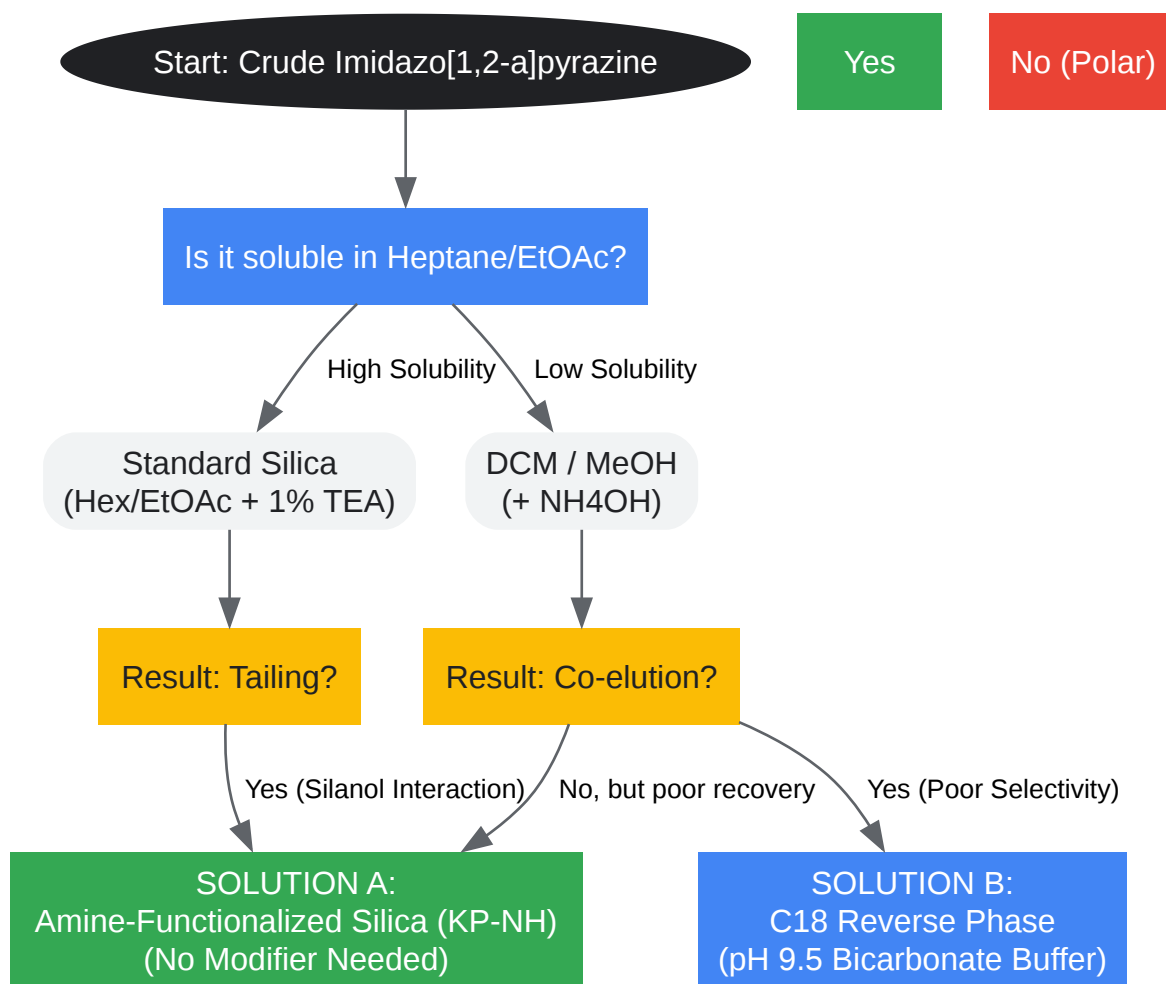 Start: Crude Imidazo[1,2-a]pyrazine
Yes
No (Polar)
Is it soluble in Heptane/EtOAc?
High Solubility
Low Solubility
Standard Silica
(Hex/EtOAc + 1% TEA)
DCM / MeOH
(+ NH4OH)
Result: Tailing?
Result: Co-elution?
Yes (Silanol Interaction)
No, but poor recovery
Yes (Poor Selectivity)
SOLUTION A:
Amine-Functionalized Silica (KP-NH)
(No Modifier Needed)
SOLUTION B:
C18 Reverse Phase
(pH 9.5 Bicarbonate Buffer)